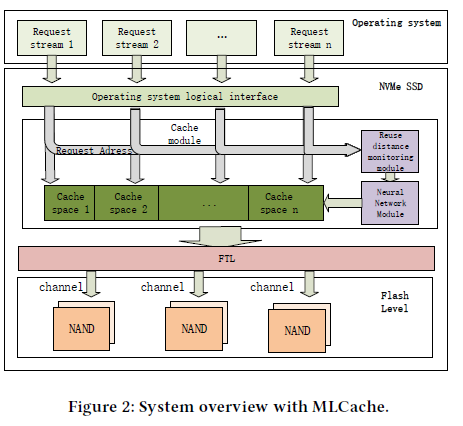 Operating system
Request
stream 1
Request
stream 2
...
Request
stream n
NVMe SSD
Operating system logical interface
Cache
module
Request Adress
Reuse
distance
monitoring
module
Cache
space 1
Cache
space 2
...
Cache
space n
Neural
Network
Module
FTL
channel
channel
channel
Flash
Level
NAND
NAND
NAND
Figure 2: System overview with MLCache.